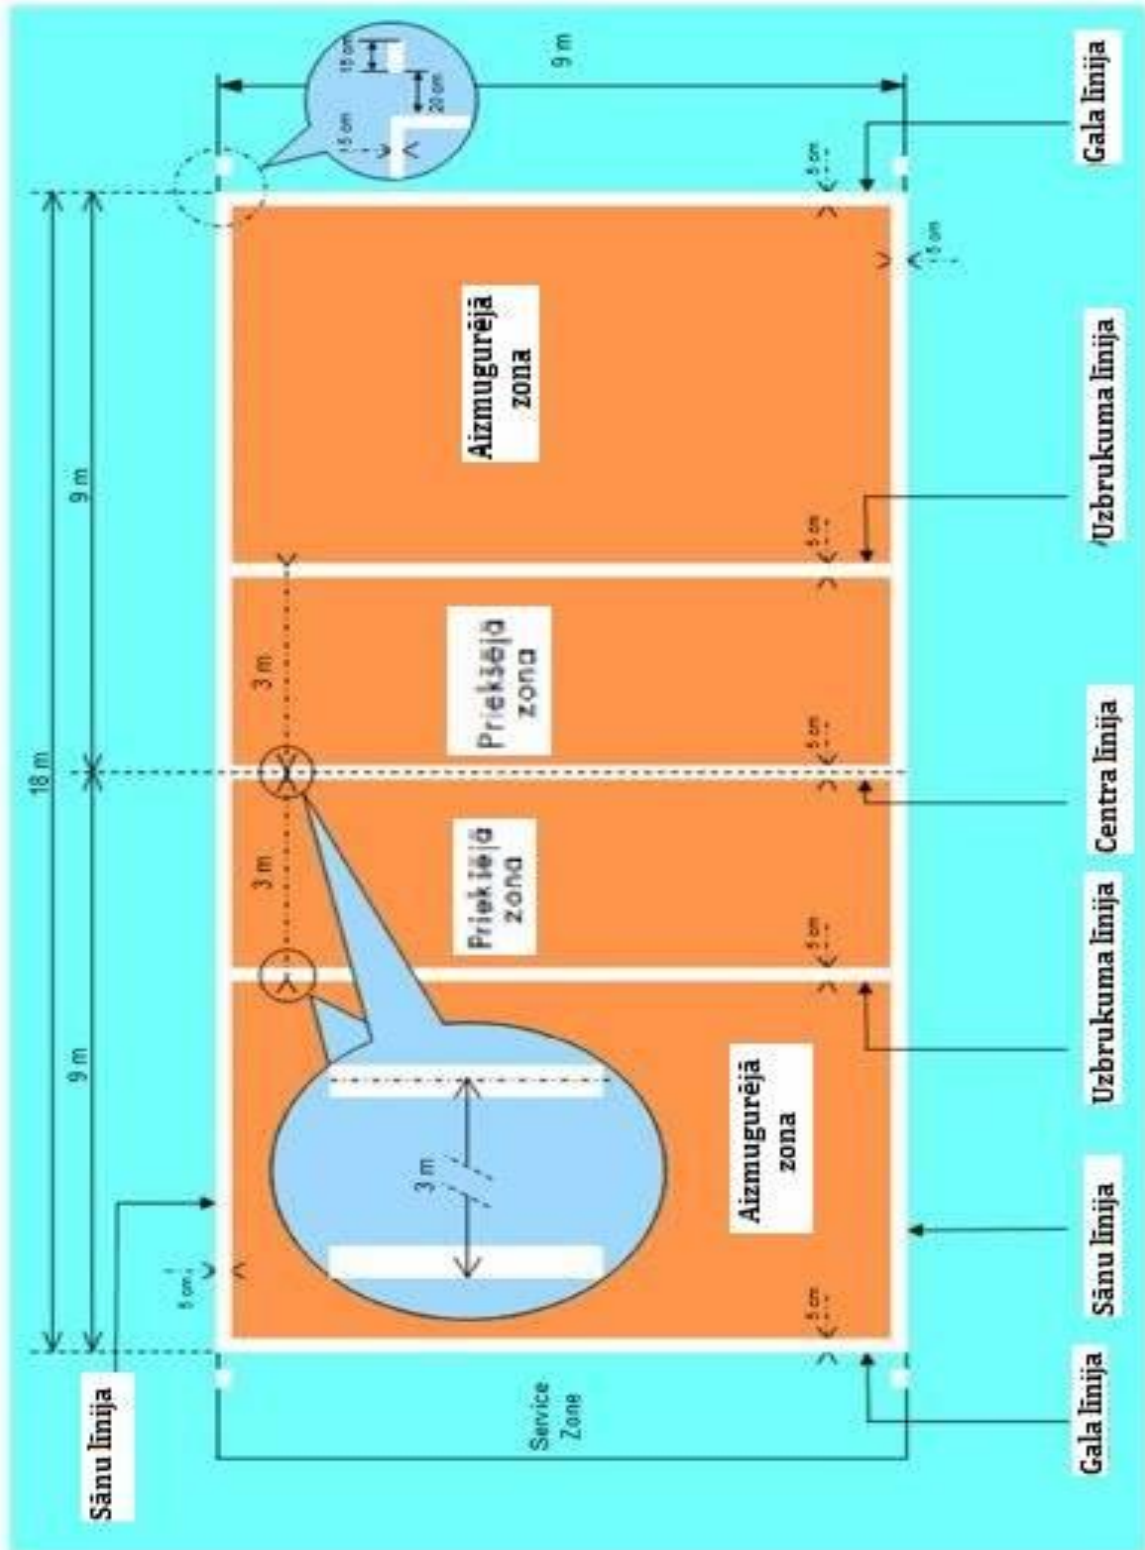 Sānu līnija
18 m
9 m
9 m
5 cm
3 m
3 m
15 cm
20 cm
5 cm
9 m
Service
Zone
Aizmugurējā
zona
Priekšējā
zona
Priekšējā
zona
Aizmugurējā
zona
3 m
5 cm
5 cm
5 cm
5 cm
5 cm
5 cm
Gala līnija
Sānu līnija
Uzbrukuma līnija
Centra līnija
Uzbrukuma līnija
Gala līnija